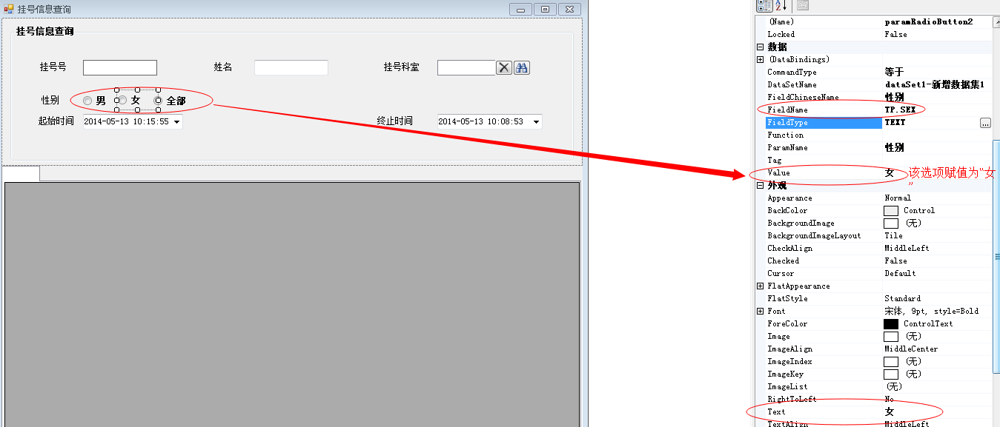 挂号信息查询
挂号信息查询
挂号号 姓名 挂号科室
性别 男 女 全部
起始时间 2014-05-13 10:15:55 终止时间 2014-05-13 10:08:53
(Name) paramRadioButton2
Locked False
数据
(DataBindings)
CommandType 等于
DataSetName dataSet1-新增数据集1
FieldChineseName 性别
FieldName TP.SEX
FieldType TEXT ...
Function
ParamName 性别
Tag
Value 女 该选项赋值为“女
”
外观
Appearance Normal
BackColor Control
BackgroundImage (无)
BackgroundImageLayout Tile
CheckAlign MiddleLeft
Checked False
Cursor Default
FlatAppearance
FlatStyle Standard
Font 宋体, 9pt, style=Bold
ForeColor ControlText
Image (无)
ImageAlign MiddleCenter
ImageIndex (无)
ImageKey (无)
ImageList (无)
RightToLeft No
Text 女
TextAlign MiddleLeft